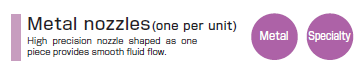 Metal nozzles(one per unit)
High precision nozzle shaped as one
piece provides smooth fluid flow.
Metal
Specialty